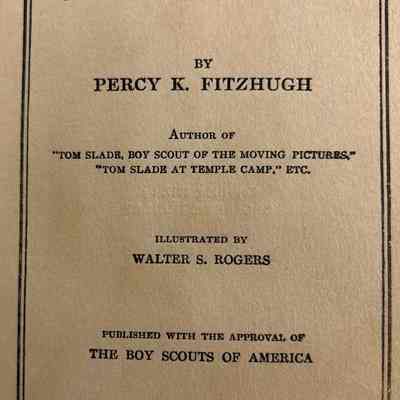 BY
PERCY K. FITZHUGH
AUTHOR OF
"TOM SLADE, BOY SCOUT OF THE MOVING PICTURES,"
"TOM SLADE AT TEMPLE CAMP," ETC.
ILLUSTRATED BY
WALTER S. ROGERS
PUBLISHED WITH THE APPROVAL OF
THE BOY SCOUTS OF AMERICA